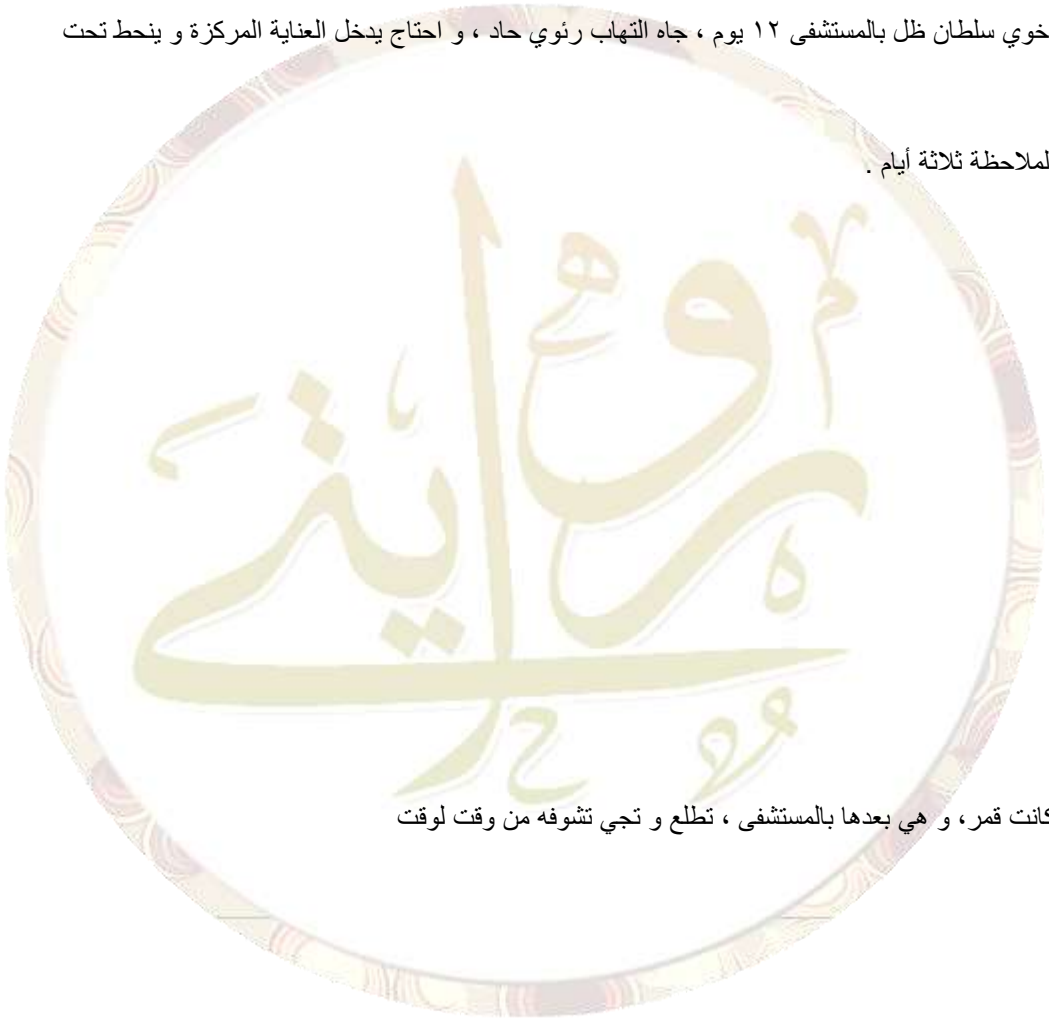 خوي سلطان ظل بالمستشفى ١٢ يوم ، جاه التهاب رئوي حاد ، و احتاج يدخل العناية المركزة و ينحط تحت
لملاحظة ثلاثة أيام .
روايتي
كانت قمر، و هي بعدها بالمستشفى ، تطلع و تجي تشوفه من وقت لوقت